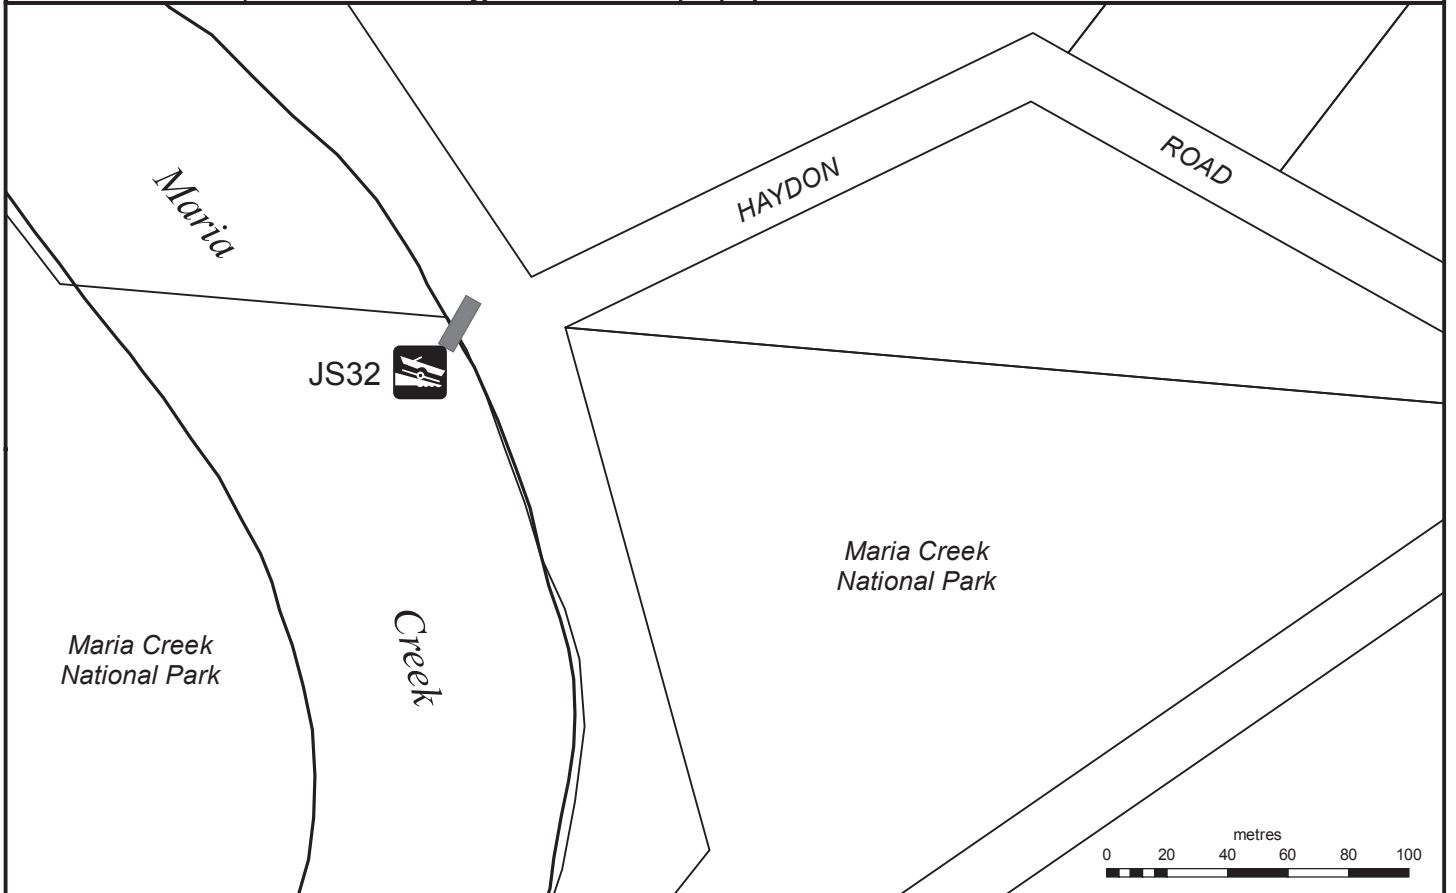 Maria
HAYDON
ROAD
JS32
Maria Creek
National Park
Creek
Maria Creek
National Park
metres
0 20 40 60 80 100